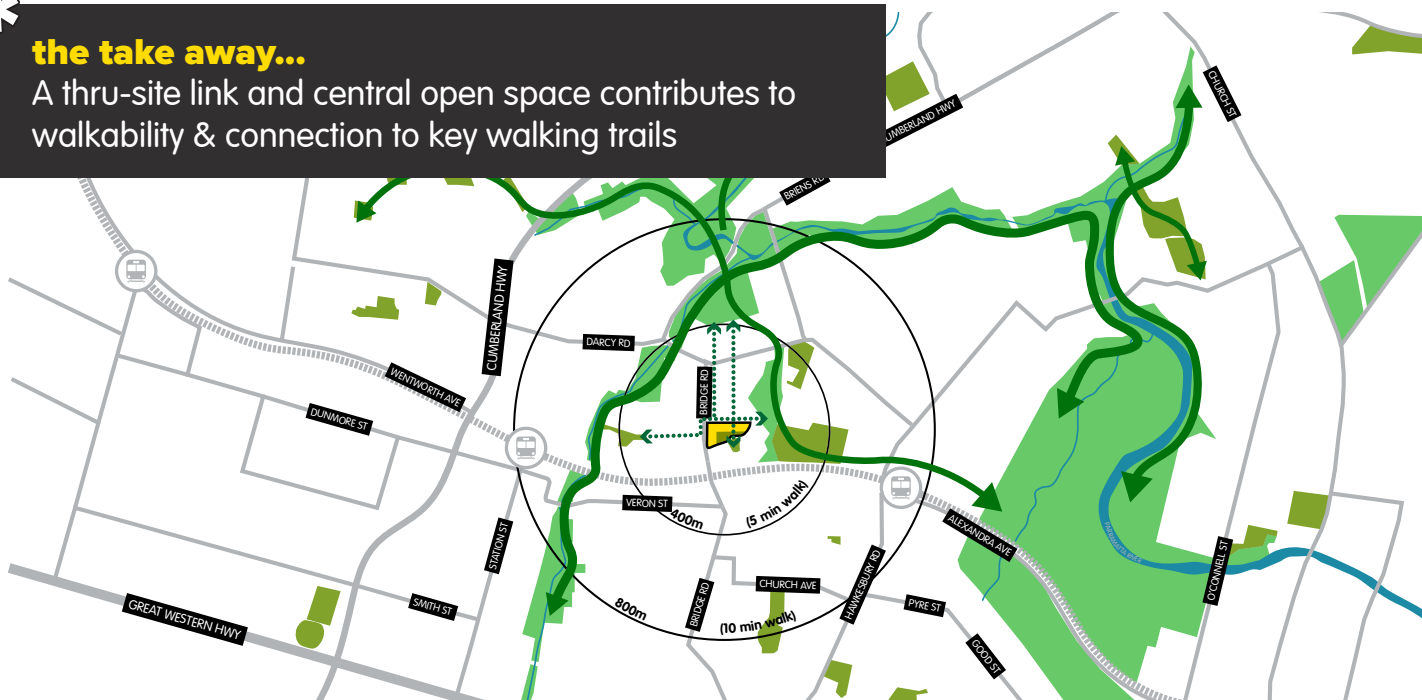 the take away...
A thru-site link and central open space contributes to
walkability & connection to key walking trails
CHURCH ST
CUMBERLAND HWY
BRIENS RD
CUMBERLAND HWY
DARCY RD
WENTWORTH AVE
BRIDGE RD
DUNMORE ST
VERON ST
400m
(5 min walk)
STATION ST
ALEXANDRA AVE
PARRAMATTA RIVER
O'CONNELL ST
HAWKESBURY RD
CHURCH AVE
BRIDGE RD
PYRE ST
SMITH ST
800m
(10 min walk)
GREAT WESTERN HWY
GOOD ST